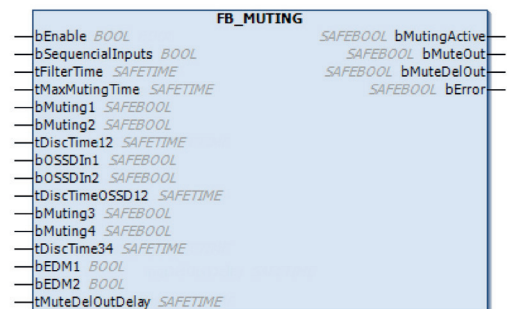 FB_MUTING
bEnable BOOL SAFEBOOL bMutingActive
bSequencialInputs BOOL SAFEBOOL bMuteOut
tFilterTime SAFETIME SAFEBOOL bMuteDelOut
tMaxMutingTime SAFETIME SAFEBOOL bError
bMuting1 SAFEBOOL
bMuting2 SAFEBOOL
tDiscTime12 SAFETIME
bOSSDIn1 SAFEBOOL
bOSSDIn2 SAFEBOOL
tDiscTimeOSSD12 SAFETIME
bMuting3 SAFEBOOL
bMuting4 SAFEBOOL
tDiscTime34 SAFETIME
bEDM1 BOOL
bEDM2 BOOL
tMuteDelOutDelay SAFETIME